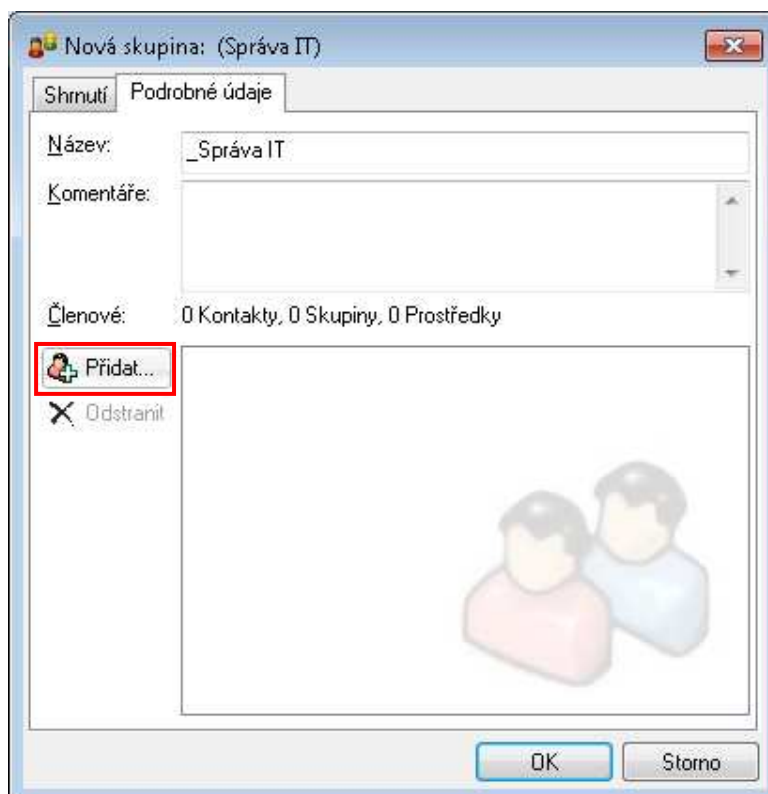 Nová skupina: (Správa IT)
Shrnutí Podrobné údaje
Název: _Správa IT
Komentáře:
Členové: 0 Kontakty, 0 Skupiny, 0 Prostředky
Přidat...
Odstranit
OK Storno